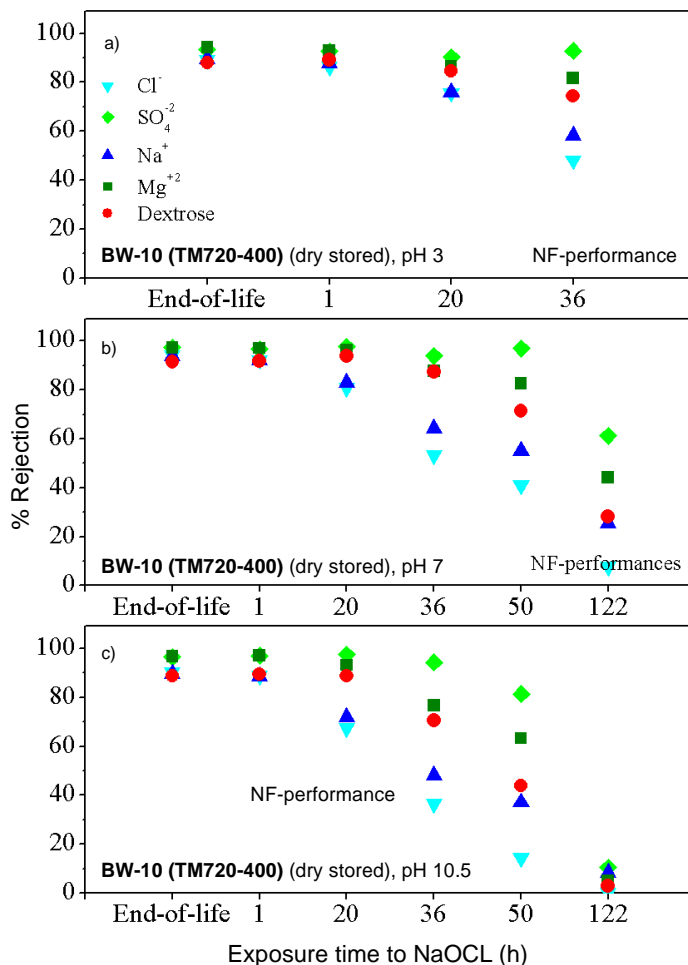 100
80
60
40
20
0
a)
Cl-
SO4-2
Na+
Mg+2
Dextrose
BW-10 (TM720-400) (dry stored), pH 3 NF-performance
End-of-life 1 20 36
% Rejection
100
80
60
40
20
0
b)
NF-performances
BW-10 (TM720-400) (dry stored), pH 7
End-of-life 1 20 36 50 122
100
80
60
40
20
0
c)
NF-performance
BW-10 (TM720-400) (dry stored), pH 10.5
End-of-life 1 20 36 50 122
Exposure time to NaOCL (h)